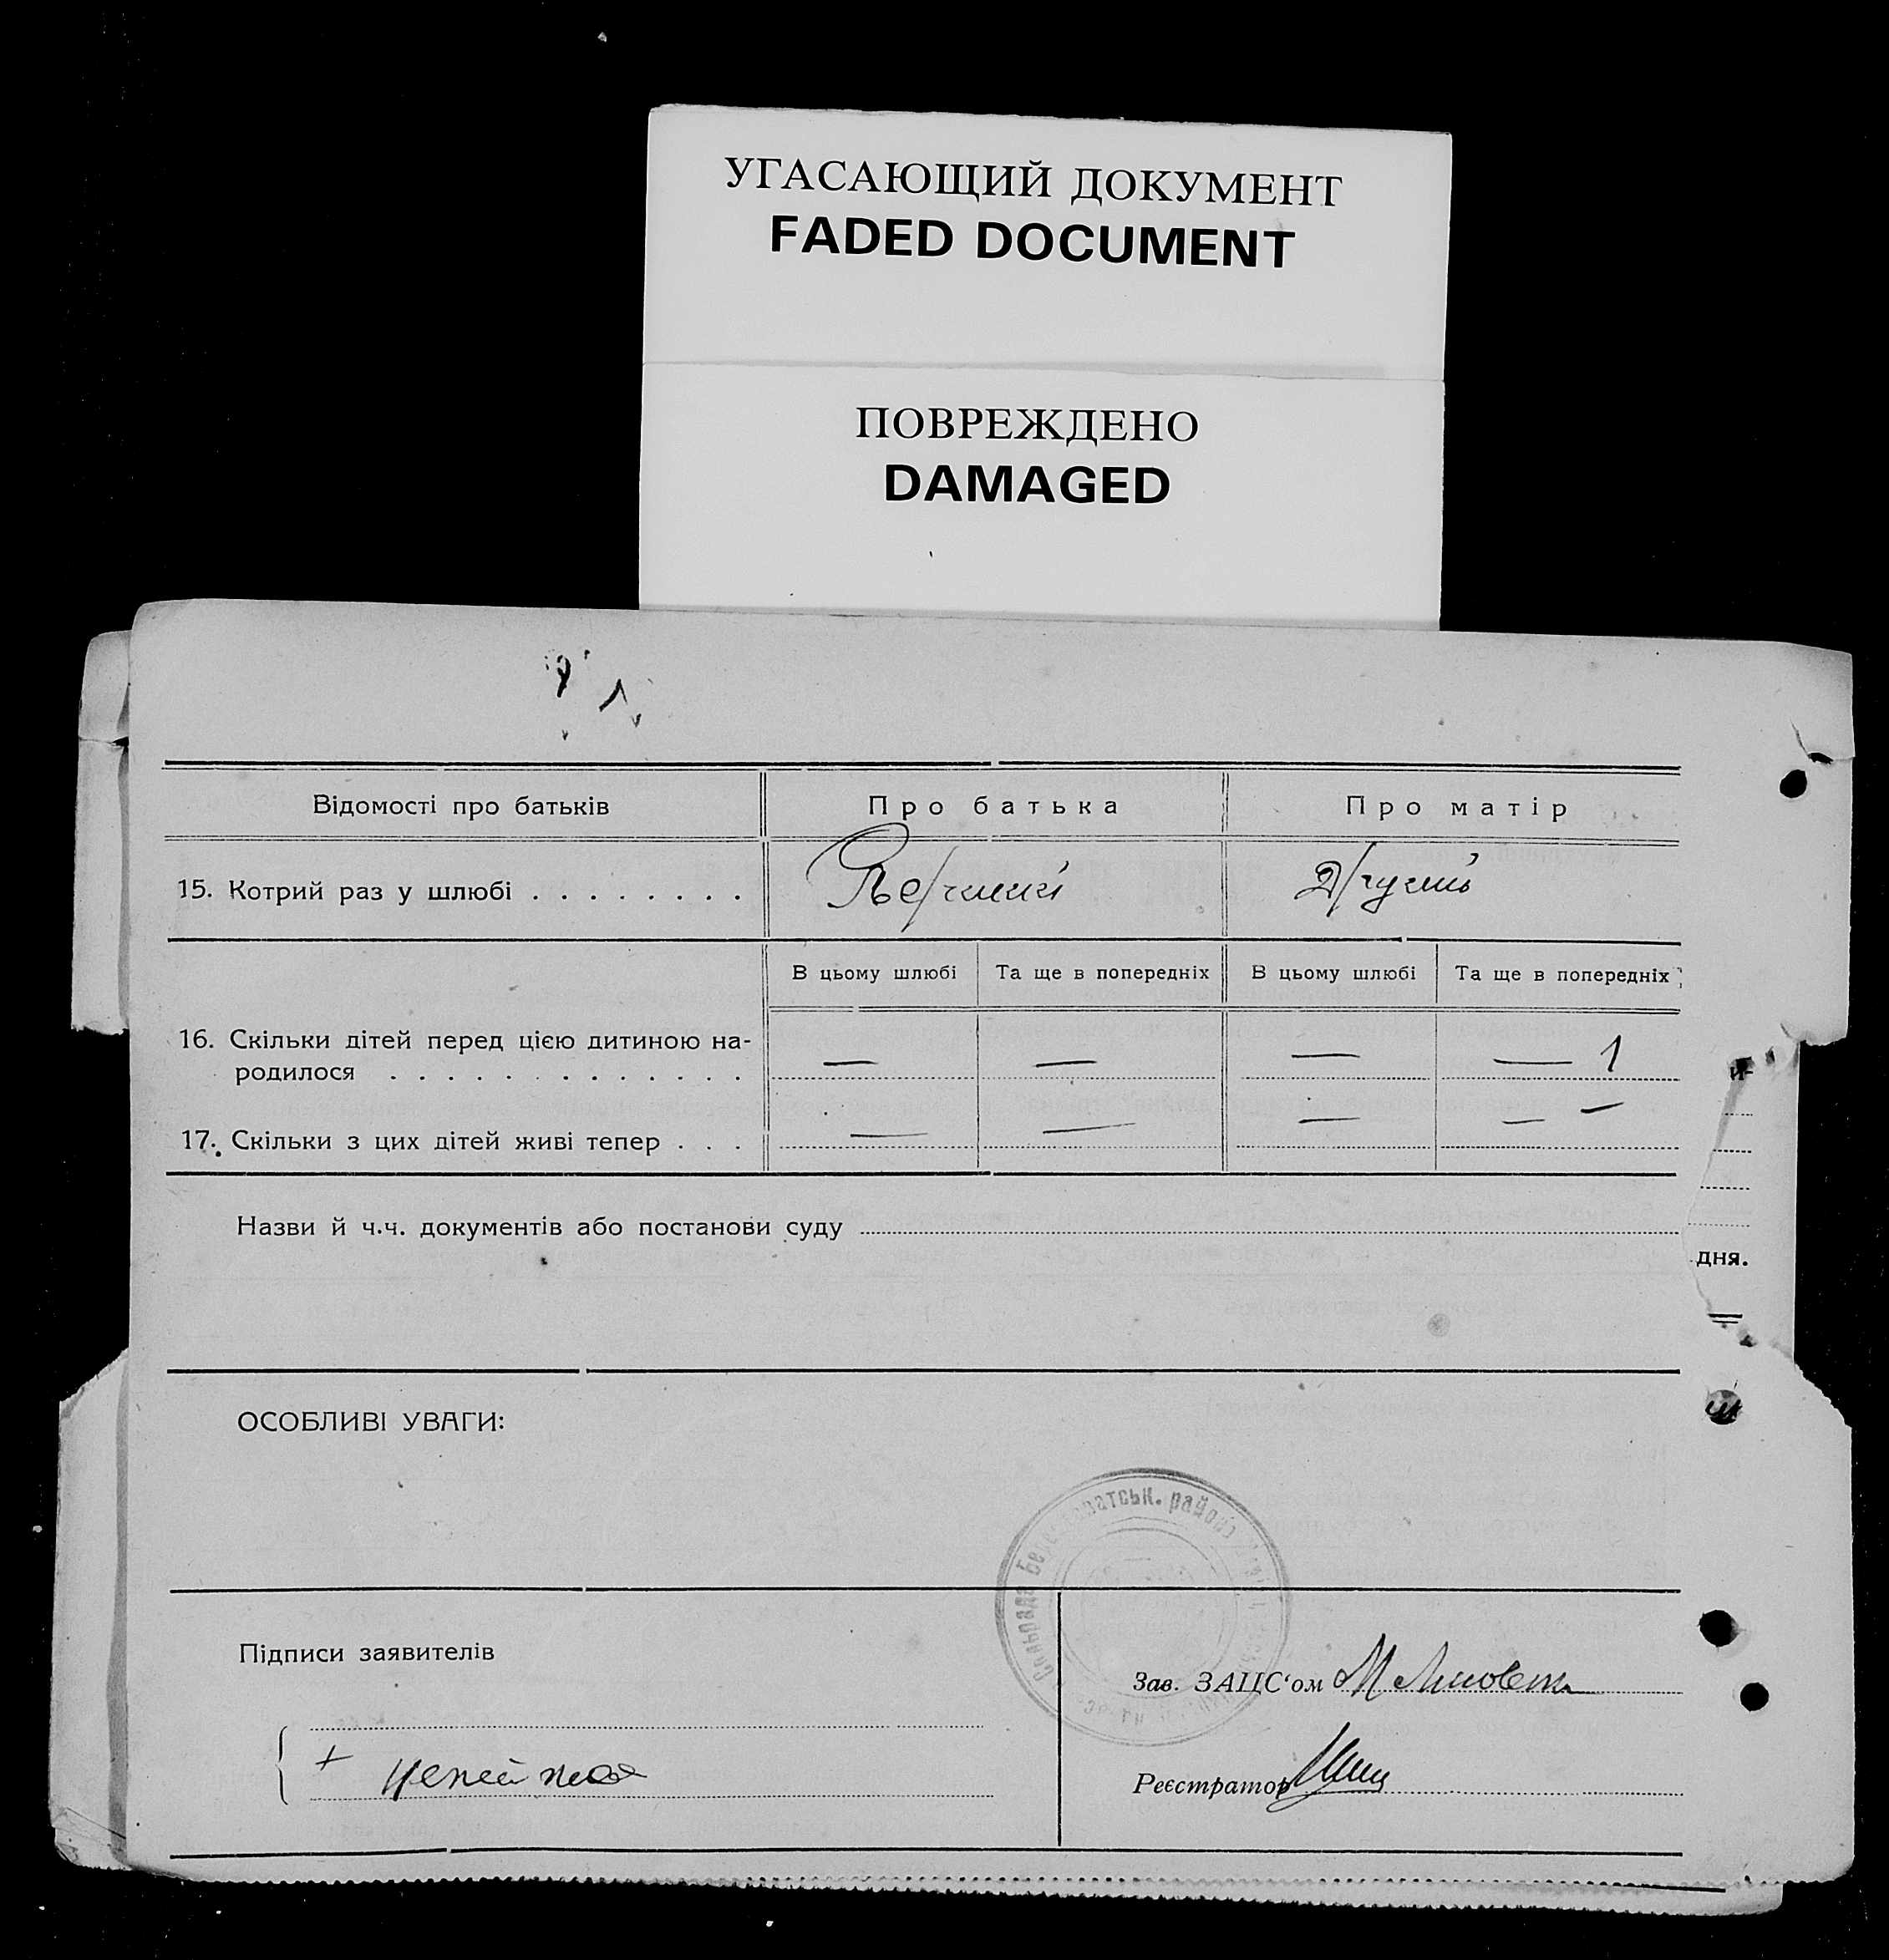 УГАСАЮЩИЙ ДОКУМЕНТ
FADED DOCUMENT
ПОВРЕЖДЕНО
DAMAGED
Відомості про батьків
Про батька
Про матір
15. Котрий раз у шлюбі . . . . . . . .
Первий
Другий
В цьому шлюбі
Та ще в попередніх
В цьому шлюбі
Та ще в попередніх
16. Скільки дітей перед цією дитиною на-
родилося . . . . . . . . . . . . .
— — — — 1
17. Скільки з цих дітей живі тепер . . .
— — — — —
Назви й ч.ч. документів або постанови суду
дня.
ОСОБЛИВІ УВАГИ:
Сільрада
район
Підписи заявителів
Зав. ЗАЦС‘ом
+
Реєстратор